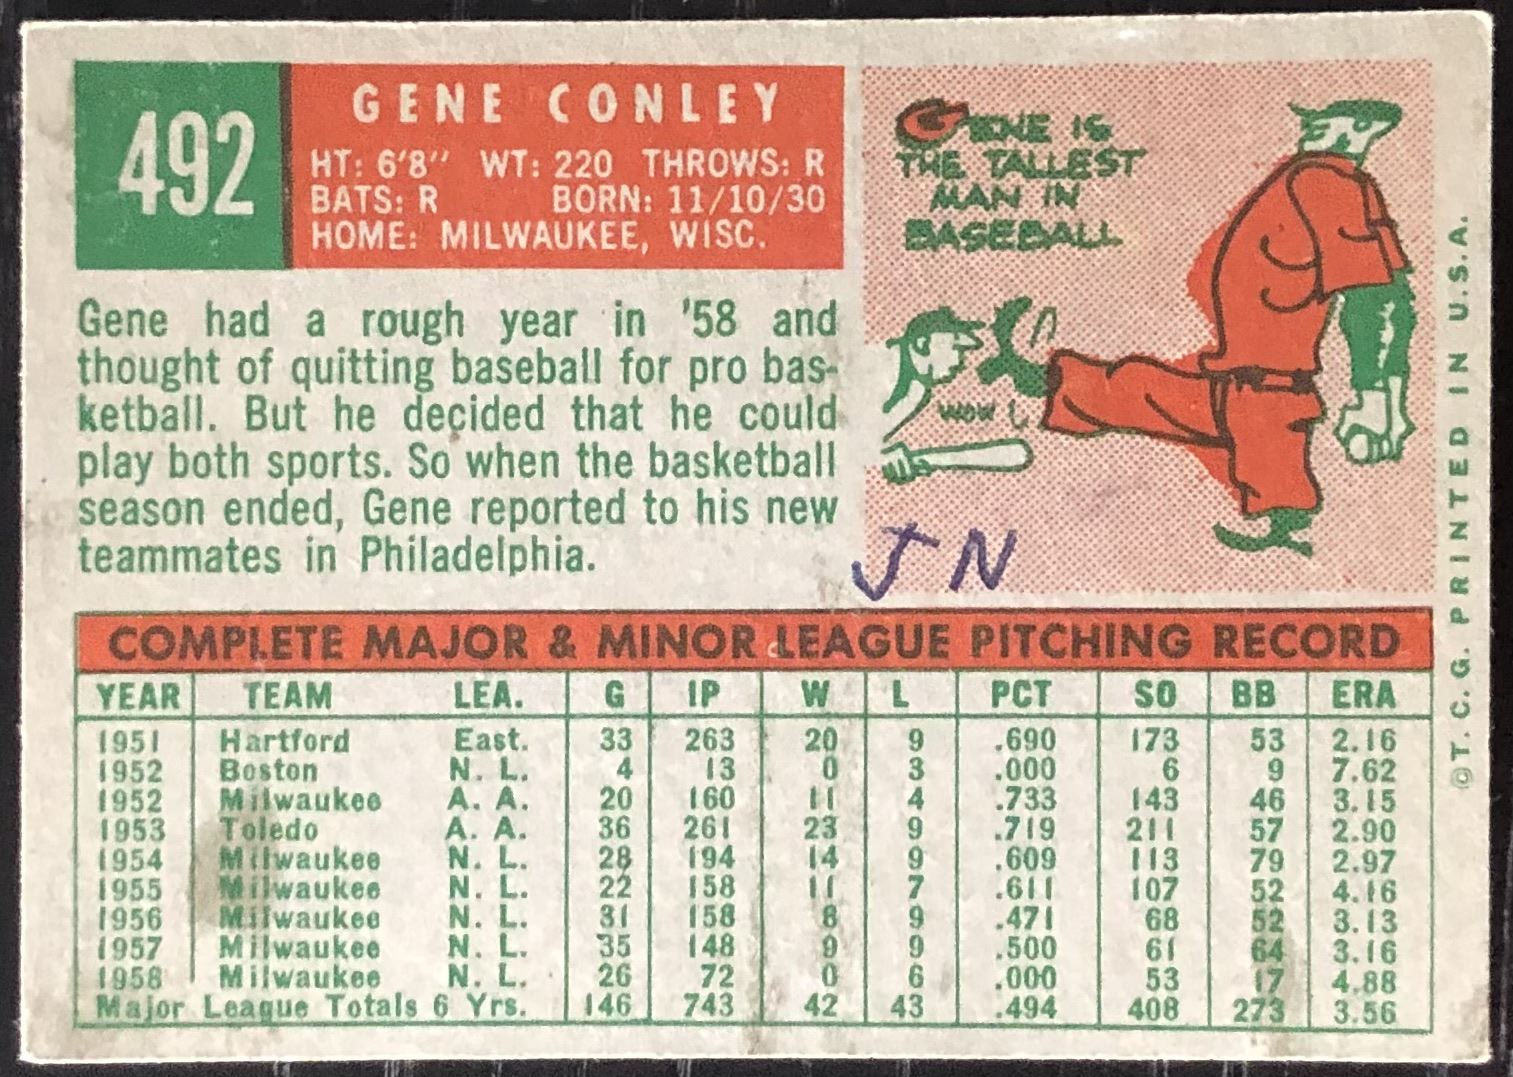 492
GENE CONLEY
HT: 6'8" WT: 220 THROWS: R
BATS: R BORN: 11/10/30
HOME: MILWAUKEE, WISC.
Gene had a rough year in '58 and
thought of quitting baseball for pro bas-
ketball. But he decided that he could
play both sports. So when the basketball
season ended, Gene reported to his new
teammates in Philadelphia.
GENE IS
THE TALLEST
MAN IN
BASEBALL
WOW
JN
COMPLETE MAJOR & MINOR LEAGUE PITCHING RECORD
YEAR TEAM LEA. G IP W L PCT SO BB ERA
1951 Hartford East. 33 263 20 9 .690 173 53 2.16
1952 Boston N. L. 4 13 0 3 .000 6 9 7.62
1952 Milwaukee A. A. 20 160 11 4 .733 143 46 3.15
1953 Toledo A. A. 36 261 23 9 .719 211 57 2.90
1954 Milwaukee N. L. 28 194 14 9 .609 113 79 2.97
1955 Milwaukee N. L. 22 158 11 7 .611 107 52 4.16
1956 Milwaukee N. L. 31 158 8 9 .471 68 52 3.13
1957 Milwaukee N. L. 35 148 9 9 .500 61 64 3.16
1958 Milwaukee N. L. 26 72 0 6 .000 53 17 4.88
Major League Totals 6 Yrs. 146 743 42 43 .494 408 273 3.56
©T. C. G. PRINTED IN U.S.A.